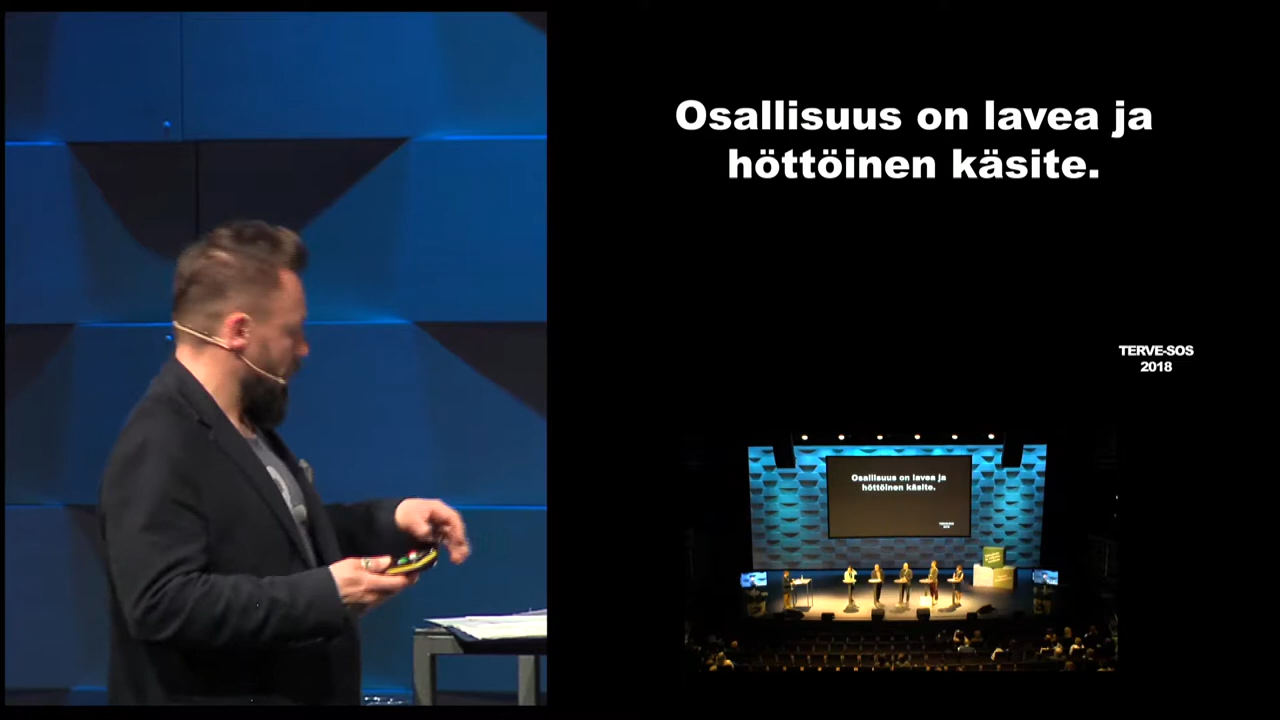 Osallisuus on lavea ja
höttöinen käsite.
TERVE-SOS
2018
Osallisuus on lavea ja
höttöinen käsite.